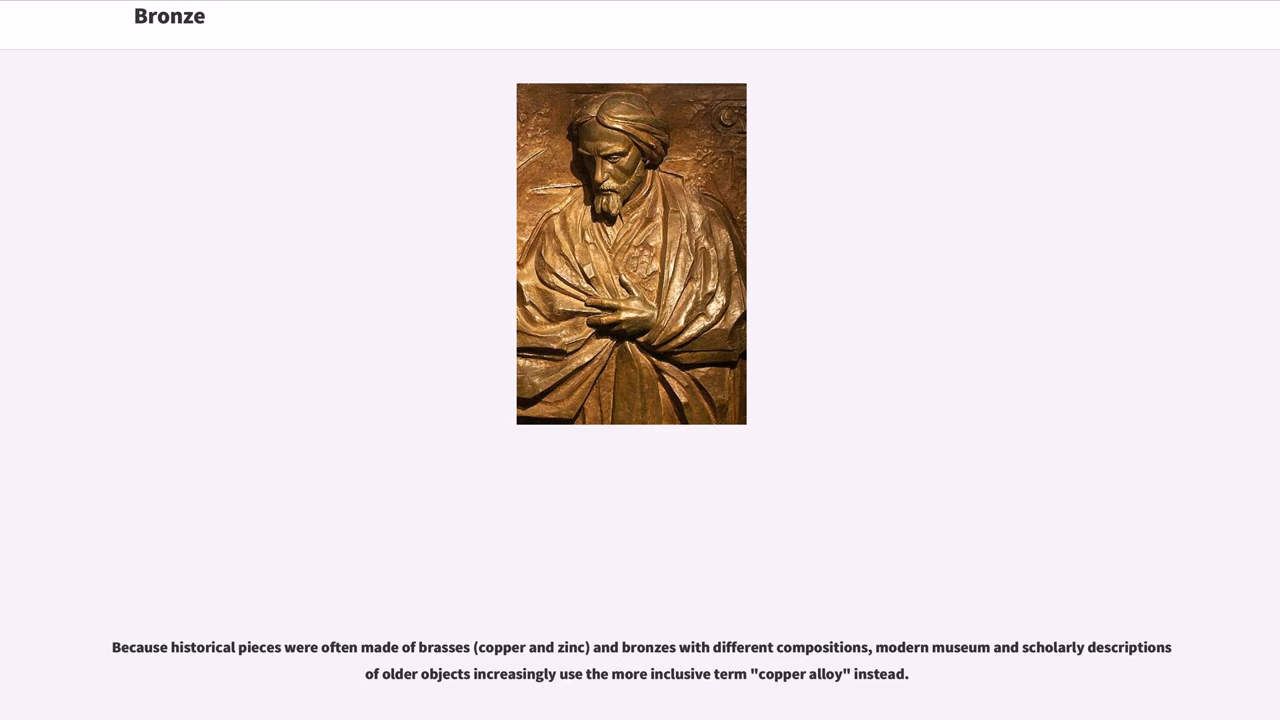 Bronze
Because historical pieces were often made of brasses (copper and zinc) and bronzes with different compositions, modern museum and scholarly descriptions
of older objects increasingly use the more inclusive term "copper alloy" instead.